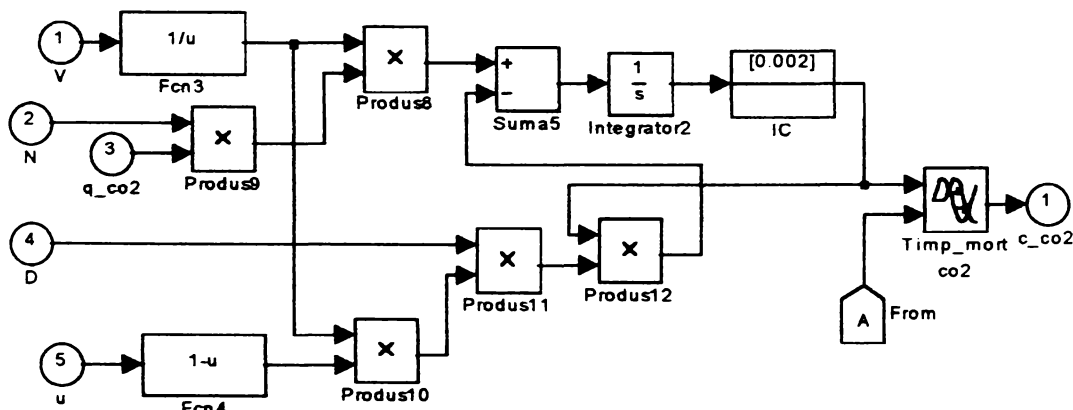 1
V
1/u
Fcn3
×
Produs8
+
−
Suma5
1
s
Integrator2
[0.002]
IC
2
N
3
q_co2
×
Produs9
4
D
×
Produs11
×
Produs12
Timp_mort
co2
1
c_co2
A
From
5
u
1-u
Fcn4
×
Produs10